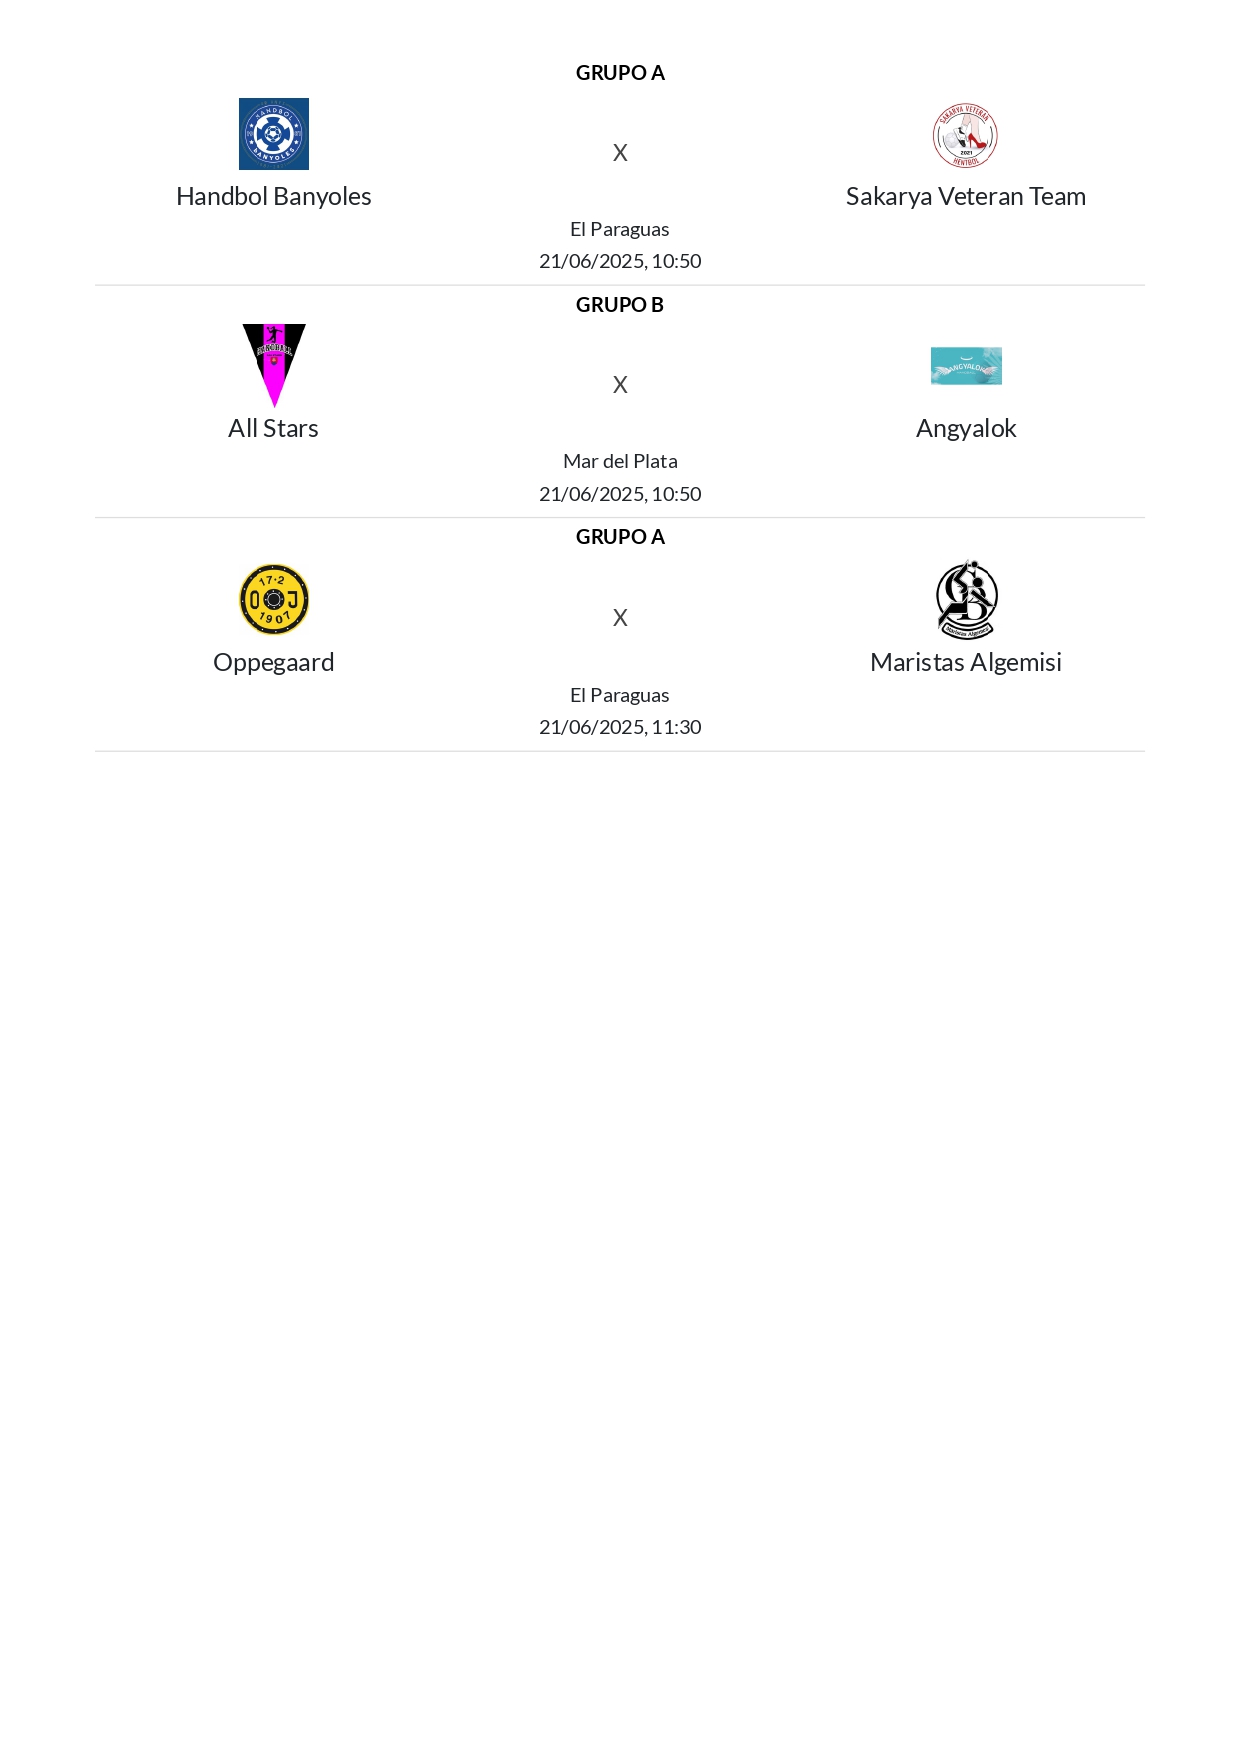 GRUPO A
HANDBOL
BANYOLES
SAKARYA VETERAN
2021
HENTBOL
X
Handbol Banyoles
Sakarya Veteran Team
El Paraguas
21/06/2025, 10:50
GRUPO B
ANGYALOK
X
All Stars
Angyalok
Mar del Plata
21/06/2025, 10:50
GRUPO A
17·2
O J
1907
Maristas Algemesi
X
Oppegaard
Maristas Algemisi
El Paraguas
21/06/2025, 11:30